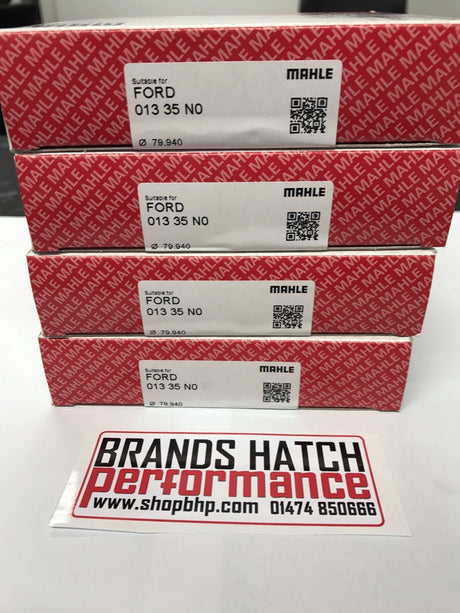 Suitable for
MAHLE
FORD
013 35 N0
Ø 79,940
Suitable for
MAHLE
FORD
013 35 N0
Ø 79,940
Suitable for
MAHLE
FORD
013 35 N0
Ø 79,940
Suitable for
MAHLE
FORD
013 35 N0
Ø 79,940
BRANDS HATCH
performance
www.shopbhp.com 01474 850666